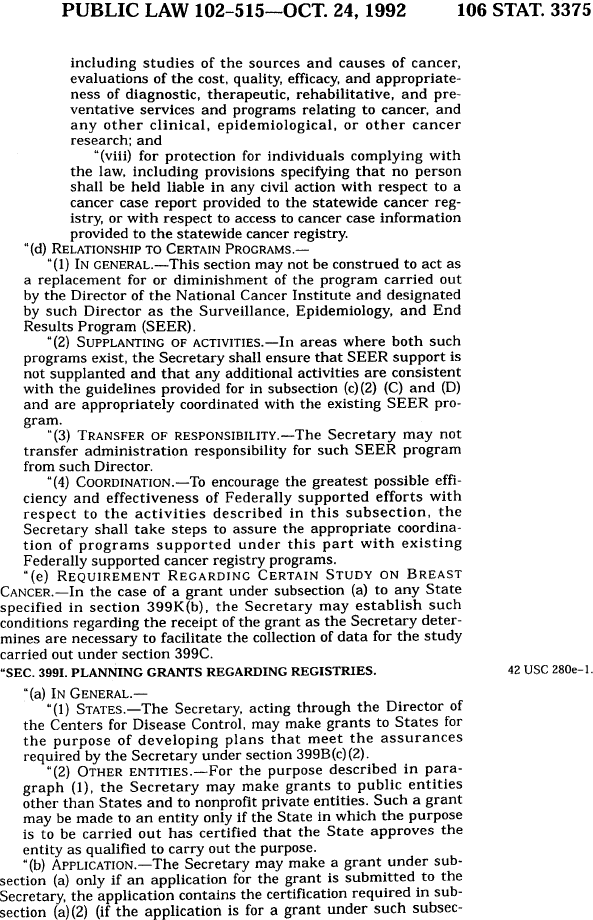 PUBLIC LAW 102–515—OCT. 24, 1992 106 STAT. 3375
including studies of the sources and causes of cancer,
evaluations of the cost, quality, efficacy, and appropriate-
ness of diagnostic, therapeutic, rehabilitative, and pre-
ventative services and programs relating to cancer, and
any other clinical, epidemiological, or other cancer
research; and
"(viii) for protection for individuals complying with
the law, including provisions specifying that no person
shall be held liable in any civil action with respect to a
cancer case report provided to the statewide cancer reg-
istry, or with respect to access to cancer case information
provided to the statewide cancer registry.
"(d) RELATIONSHIP TO CERTAIN PROGRAMS.—
"(1) IN GENERAL.—This section may not be construed to act as
a replacement for or diminishment of the program carried out
by the Director of the National Cancer Institute and designated
by such Director as the Surveillance, Epidemiology, and End
Results Program (SEER).
"(2) SUPPLANTING OF ACTIVITIES.—In areas where both such
programs exist, the Secretary shall ensure that SEER support is
not supplanted and that any additional activities are consistent
with the guidelines provided for in subsection (c)(2) (C) and (D)
and are appropriately coordinated with the existing SEER pro-
gram.
"(3) TRANSFER OF RESPONSIBILITY.—The Secretary may not
transfer administration responsibility for such SEER program
from such Director.
"(4) COORDINATION.—To encourage the greatest possible effi-
ciency and effectiveness of Federally supported efforts with
respect to the activities described in this subsection, the
Secretary shall take steps to assure the appropriate coordina-
tion of programs supported under this part with existing
Federally supported cancer registry programs.
"(e) REQUIREMENT REGARDING CERTAIN STUDY ON BREAST
CANCER.—In the case of a grant under subsection (a) to any State
specified in section 399K(b), the Secretary may establish such
conditions regarding the receipt of the grant as the Secretary deter-
mines are necessary to facilitate the collection of data for the study
carried out under section 399C.
"SEC. 399I. PLANNING GRANTS REGARDING REGISTRIES. 42 USC 280e–1.
"(a) IN GENERAL.—
"(1) STATES.—The Secretary, acting through the Director of
the Centers for Disease Control, may make grants to States for
the purpose of developing plans that meet the assurances
required by the Secretary under section 399B(c)(2).
"(2) OTHER ENTITIES.—For the purpose described in para-
graph (1), the Secretary may make grants to public entities
other than States and to nonprofit private entities. Such a grant
may be made to an entity only if the State in which the purpose
is to be carried out has certified that the State approves the
entity as qualified to carry out the purpose.
"(b) APPLICATION.—The Secretary may make a grant under sub-
section (a) only if an application for the grant is submitted to the
Secretary, the application contains the certification required in sub-
section (a)(2) (if the application is for a grant under such subsec-